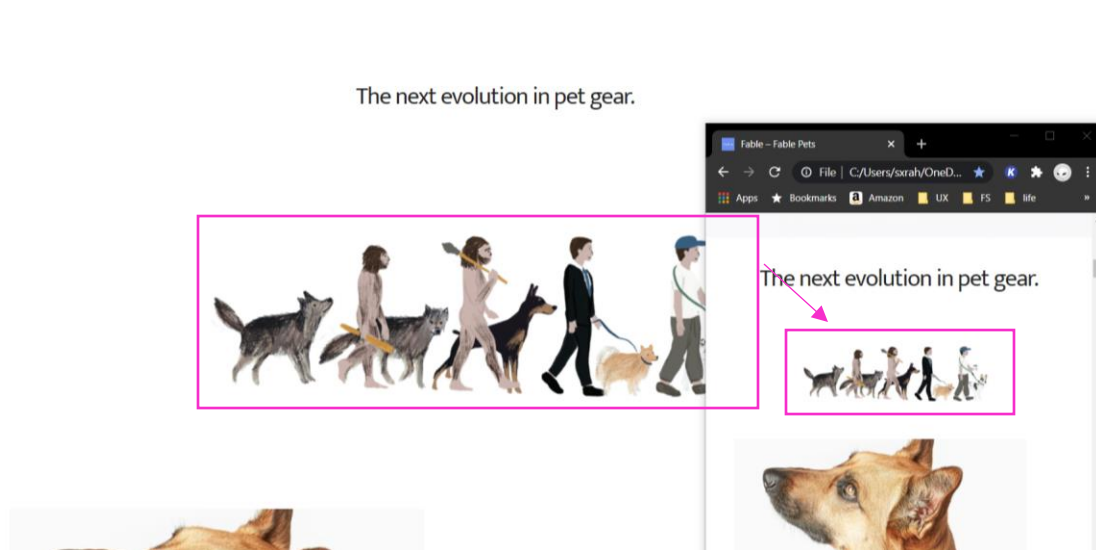 The next evolution in pet gear.
Fable – Fable Pets
File | C:/Users/sxrah/OneD...
K
Apps Bookmarks a Amazon UX FS life »
The next evolution in pet gear.